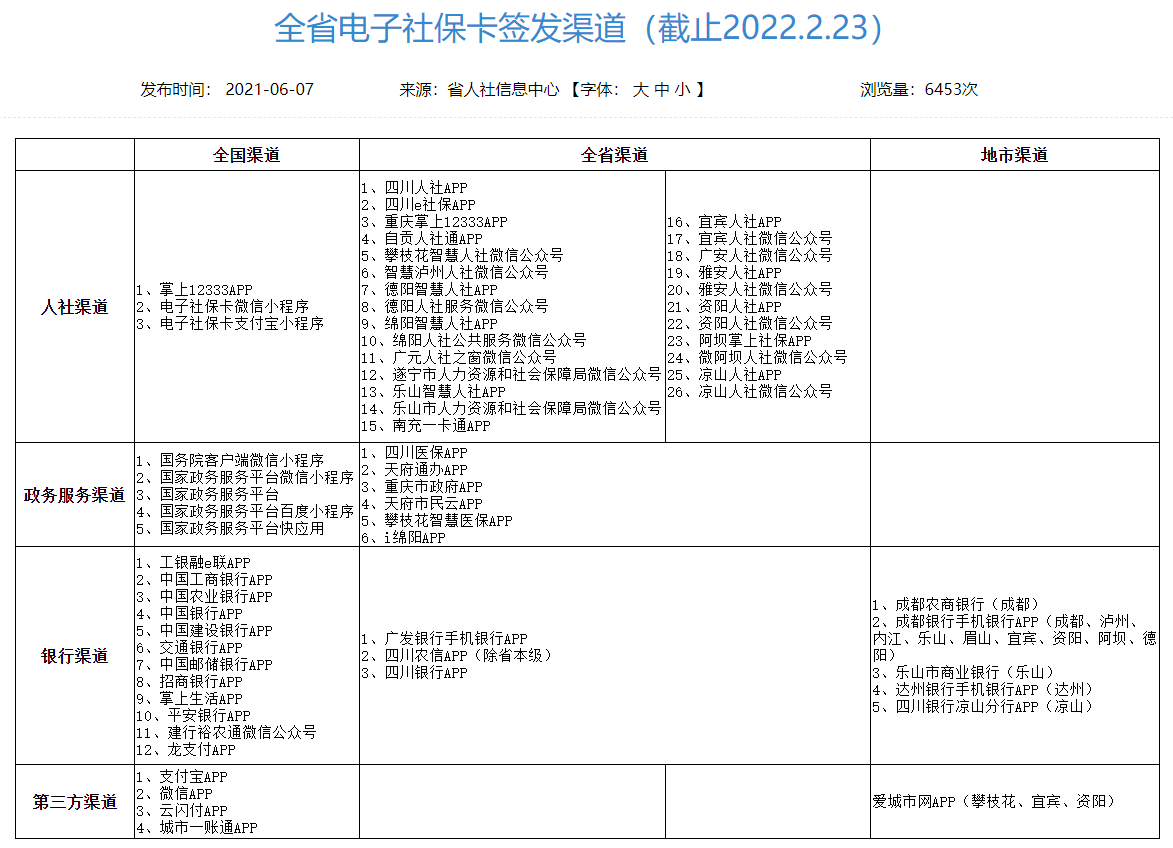 全省电子社保卡签发渠道（截止2022.2.23）
发布时间： 2021-06-07 来源：省人社信息中心 【字体： 大 中 小 】 浏览量：6453次
全国渠道 全省渠道 地市渠道
人社渠道
1、掌上12333APP
2、电子社保卡微信小程序
3、电子社保卡支付宝小程序
1、四川人社APP
2、四川e社保APP
3、重庆掌上12333APP
4、自贡人社通APP
5、攀枝花智慧人社微信公众号
6、智慧泸州人社微信公众号
7、德阳智慧人社APP
8、德阳人社服务微信公众号
9、绵阳智慧人社APP
10、绵阳人社公共服务微信公众号
11、广元人社之窗微信公众号
12、遂宁市人力资源和社会保障局微信公众号
13、乐山智慧人社APP
14、乐山市人力资源和社会保障局微信公众号
15、南充一卡通APP
16、宜宾人社APP
17、宜宾人社微信公众号
18、广安人社微信公众号
19、雅安人社APP
20、雅安人社微信公众号
21、资阳人社APP
22、资阳人社微信公众号
23、阿坝掌上社保APP
24、微阿坝人社微信公众号
25、凉山人社APP
26、凉山人社微信公众号
政务服务渠道
1、国务院客户端微信小程序
2、国家政务服务平台微信小程序
3、国家政务服务平台
4、国家政务服务平台百度小程序
5、国家政务服务平台快应用
1、四川医保APP
2、天府通办APP
3、重庆市政府APP
4、天府市民云APP
5、攀枝花智慧医保APP
6、i绵阳APP
银行渠道
1、工银融e联APP
2、中国工商银行APP
3、中国农业银行APP
4、中国银行APP
5、中国建设银行APP
6、交通银行APP
7、中国邮储银行APP
8、招商银行APP
9、掌上生活APP
10、平安银行APP
11、建行裕农通微信公众号
12、龙支付APP
1、广发银行手机银行APP
2、四川农信APP（除省本级）
3、四川银行APP
1、成都农商银行（成都）
2、成都银行手机银行APP（成都、泸州、
内江、乐山、眉山、宜宾、资阳、阿坝、德
阳）
3、乐山市商业银行（乐山）
4、达州银行手机银行APP（达州）
5、四川银行凉山分行APP（凉山）
第三方渠道
1、支付宝APP
2、微信APP
3、云闪付APP
4、城市一账通APP
爱城市网APP（攀枝花、宜宾、资阳）